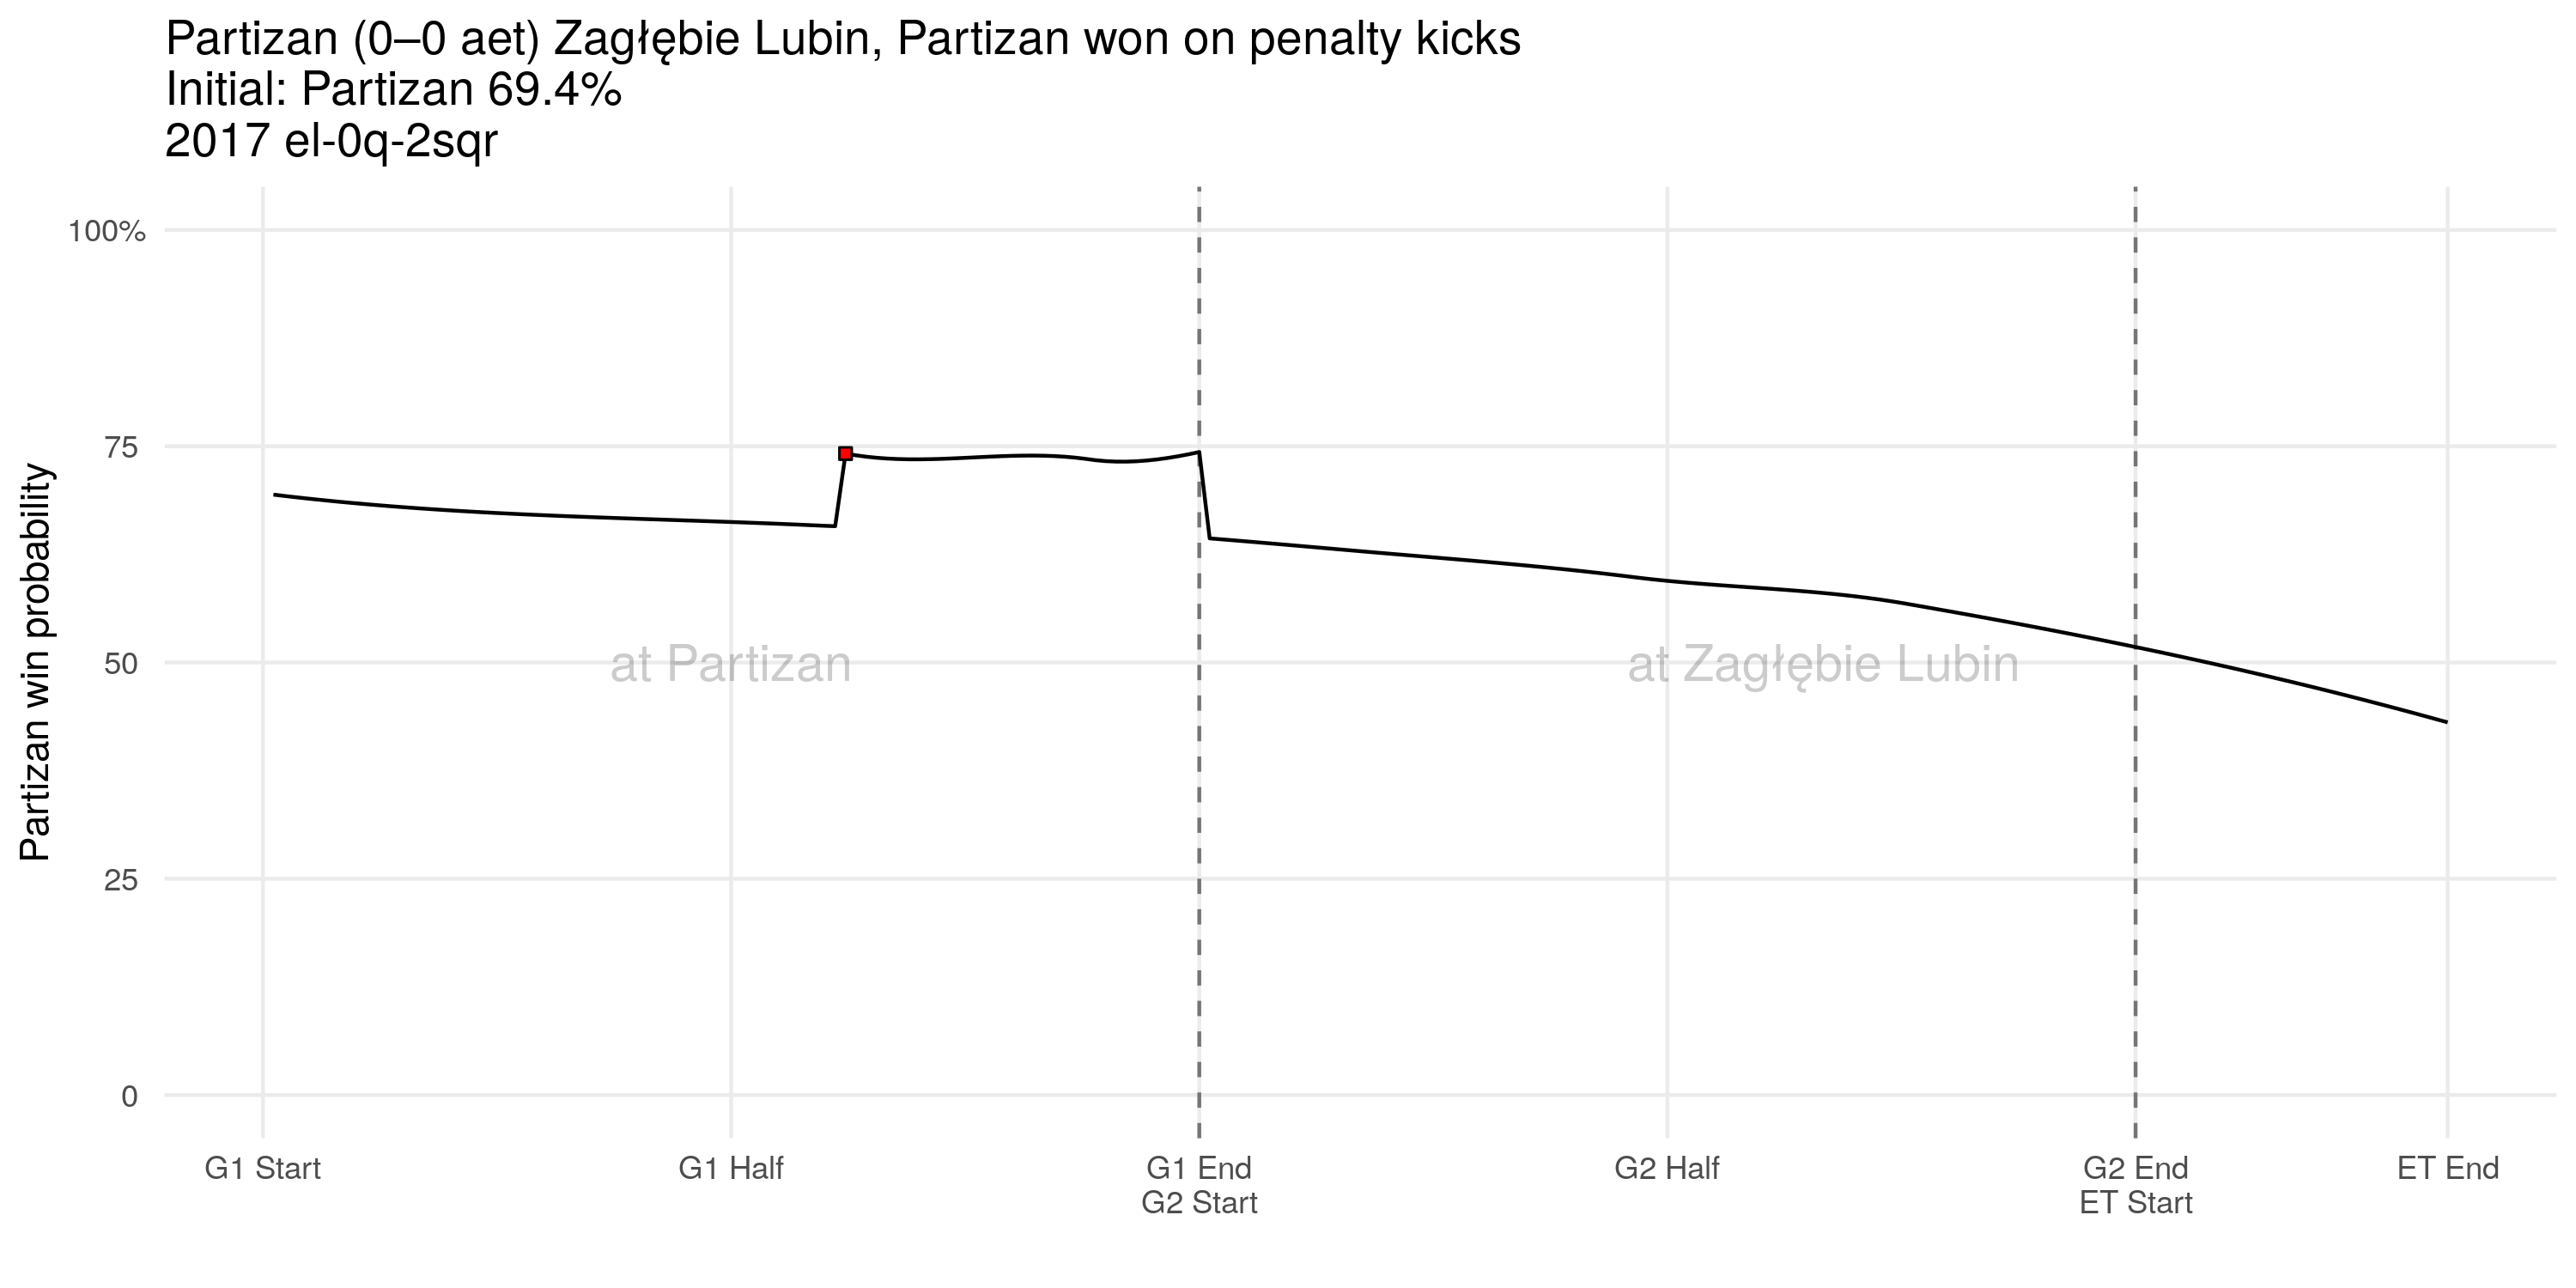 Partizan (0–0 aet) Zagłębie Lubin, Partizan won on penalty kicks
Initial: Partizan 69.4%
2017 el-0q-2sqr
Partizan win probability
100%
75
50
25
0
at Partizan
at Zagłębie Lubin
G1 Start
G1 Half
G1 End
G2 Start
G2 Half
G2 End
ET Start
ET End